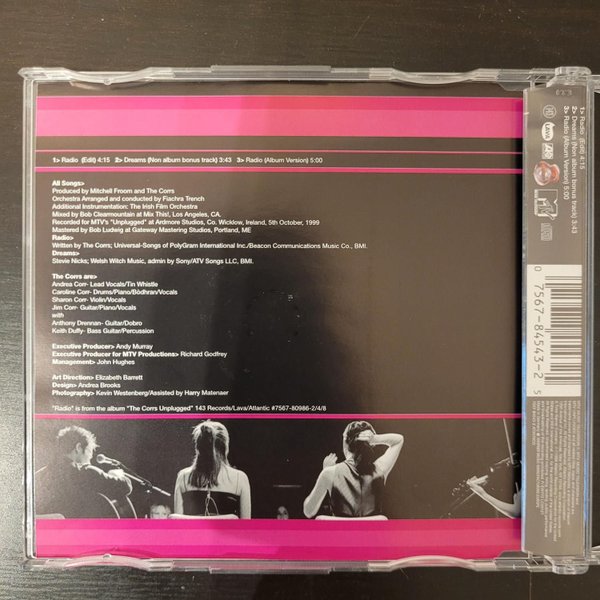 1> Radio (Edit) 4:15 2> Dreams (Non album bonus track) 3:43 3> Radio (Album Version) 5:00
All Songs>
Produced by Mitchell Froom and The Corrs
Orchestra Arranged and conducted by Fiachra Trench
Additional Instrumentation: The Irish Film Orchestra
Mixed by Bob Clearmountain at Mix This!, Los Angeles, CA.
Recorded for MTV's "Unplugged" at Ardmore Studios, Co. Wicklow, Ireland, 5th October, 1999
Mastered by Bob Ludwig at Gateway Mastering Studios, Portland, ME
Radio>
Written by The Corrs; Universal-Songs of PolyGram International Inc./Beacon Communications Music Co., BMI.
Dreams>
Stevie Nicks; Welsh Witch Music, admin by Sony/ATV Songs LLC, BMI.
The Corrs are>
Andrea Corr- Lead Vocals/Tin Whistle
Caroline Corr- Drums/Piano/Bòdhran/Vocals
Sharon Corr- Violin/Vocals
Jim Corr- Guitar/Piano/Vocals
with
Anthony Drennan- Guitar/Dobro
Keith Duffy- Bass Guitar/Percussion
Executive Producer> Andy Murray
Executive Producer for MTV Productions> Richard Godfrey
Management> John Hughes
Art Direction> Elizabeth Barrett
Design> Andrea Brooks
Photography> Kevin Westenberg/Assisted by Harry Matenaer
"Radio" is from the album "The Corrs Unplugged" 143 Records/Lava/Atlantic #7567-80986-2/4/8
1> Radio (Edit) 4:15
2> Dreams (Non album bonus track) 3:43
3> Radio (Album Version) 5:00
LAVA
0 7567-84543-2 5